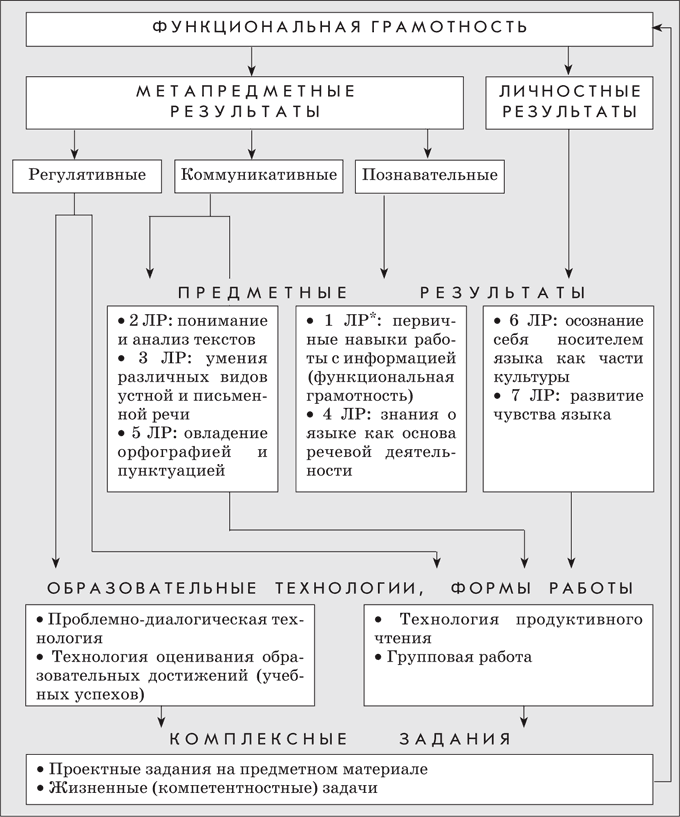 ФУНКЦИОНАЛЬНАЯ ГРАМОТНОСТЬ
МЕТАПРЕДМЕТНЫЕ
РЕЗУЛЬТАТЫ
ЛИЧНОСТНЫЕ
РЕЗУЛЬТАТЫ
Регулятивные
Коммуникативные
Познавательные
ПРЕДМЕТНЫЕ РЕЗУЛЬТАТЫ
• 2 ЛР: понимание
и анализ текстов
• 3 ЛР: умения
различных видов
устной и письмен-
ной речи
• 5 ЛР: овладение
орфографией и
пунктуацией
• 1 ЛР*: первич-
ные навыки рабо-
ты с информацией
(функциональная
грамотность)
• 4 ЛР: знания о
языке как основа
речевой деятель-
ности
• 6 ЛР: осознание
себя носителем
языка как части
культуры
• 7 ЛР: развитие
чувства языка
ОБРАЗОВАТЕЛЬНЫЕ ТЕХНОЛОГИИ, ФОРМЫ РАБОТЫ
• Проблемно-диалогическая тех-
нология
• Технология оценивания обра-
зовательных достижений (учеб-
ных успехов)
• Технология продуктивного
чтения
• Групповая работа
КОМПЛЕКСНЫЕ ЗАДАНИЯ
• Проектные задания на предметном материале
• Жизненные (компетентностные) задачи